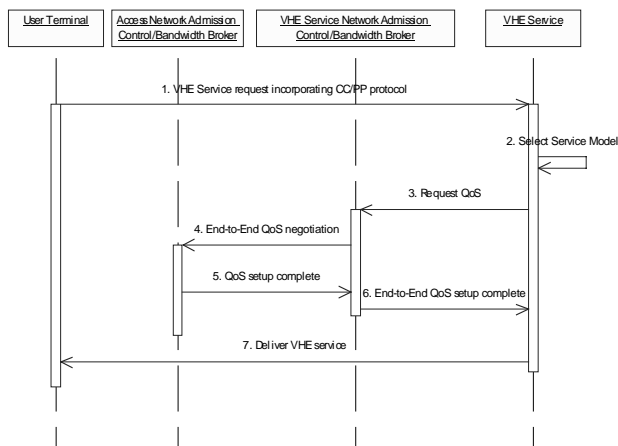 User Terminal
Access Network Admission
Control/Bandwidth Broker
VHE Service Network Admission
Control/Bandwidth Broker
VHE Service
1. VHE Service request incorporating CC/PP protocol
2. Select Service Model
3. Request QoS
4. End-to-End QoS negotiation
5. QoS setup complete
6. End-to-End QoS setup complete
7. Deliver VHE service